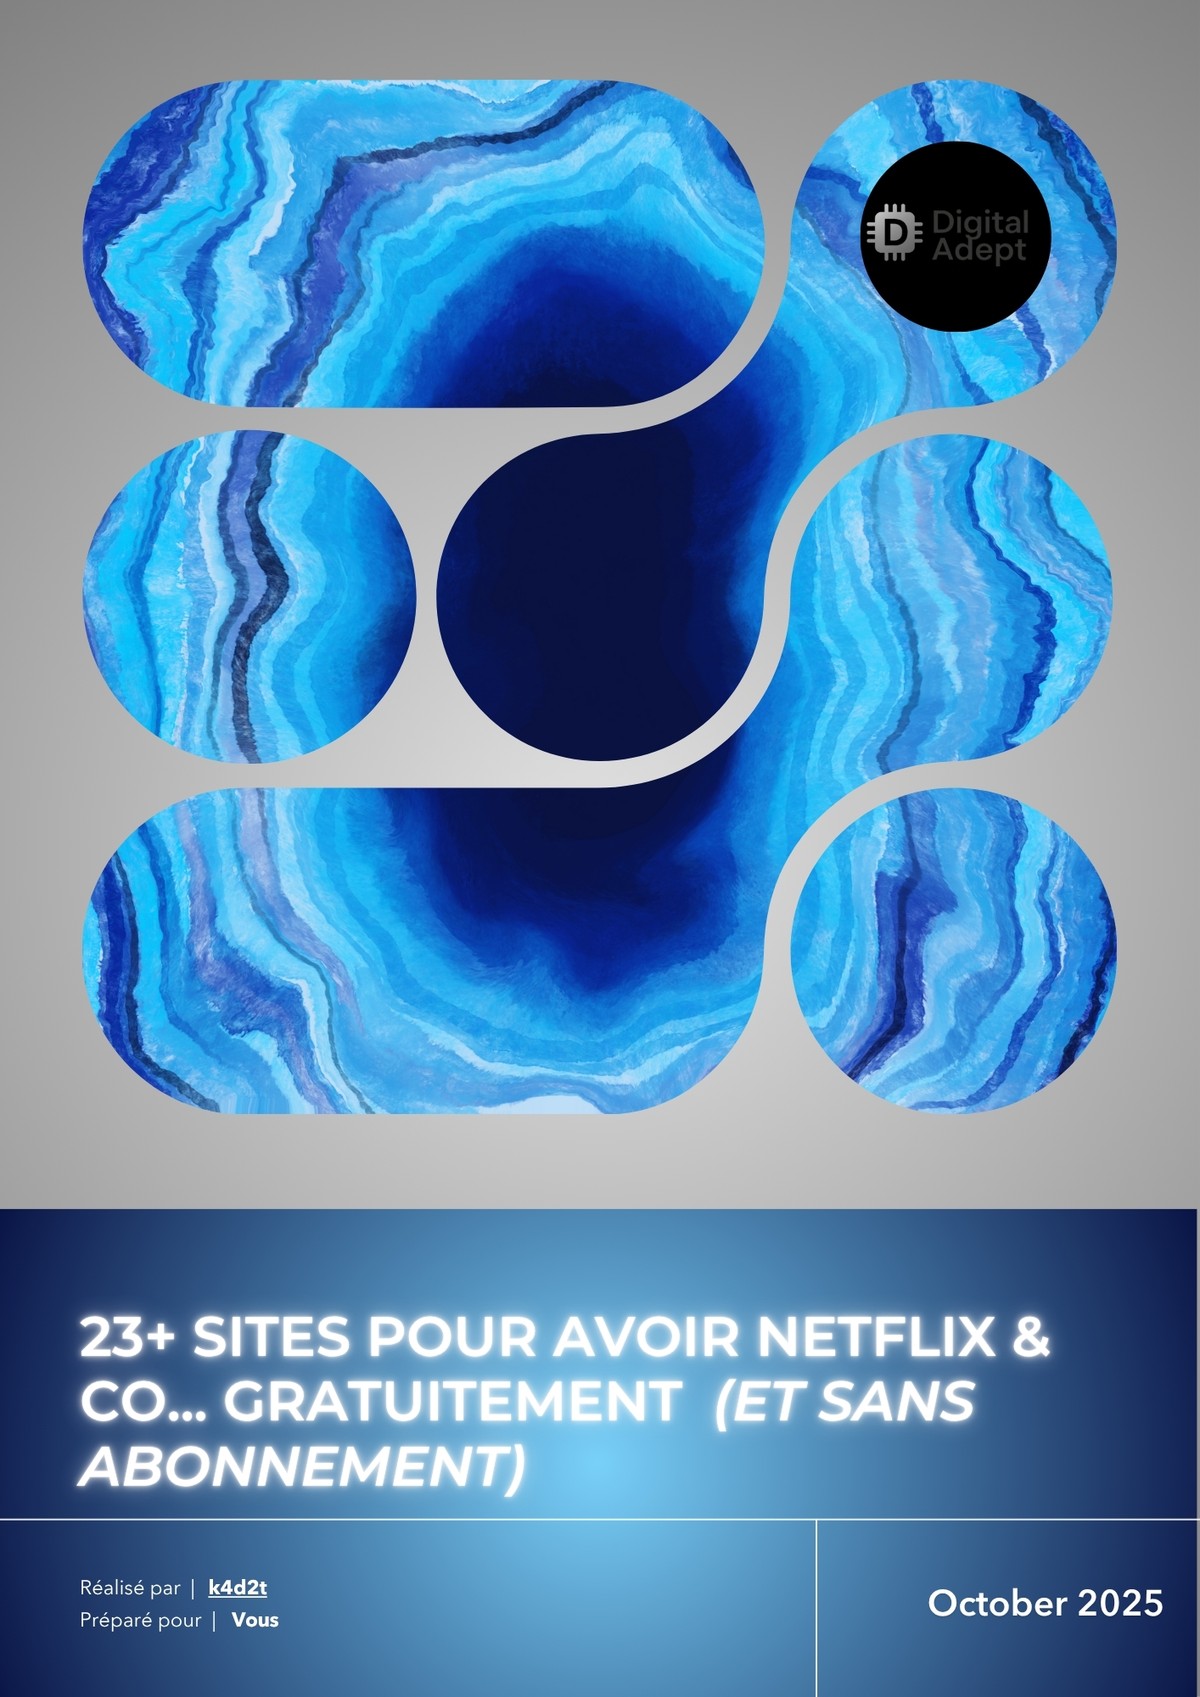 Digital
Adept
23+ SITES POUR AVOIR NETFLIX &
CO... GRATUITEMENT (ET SANS
ABONNEMENT)
Réalisé par | k4d2t
Préparé pour | Vous
October 2025